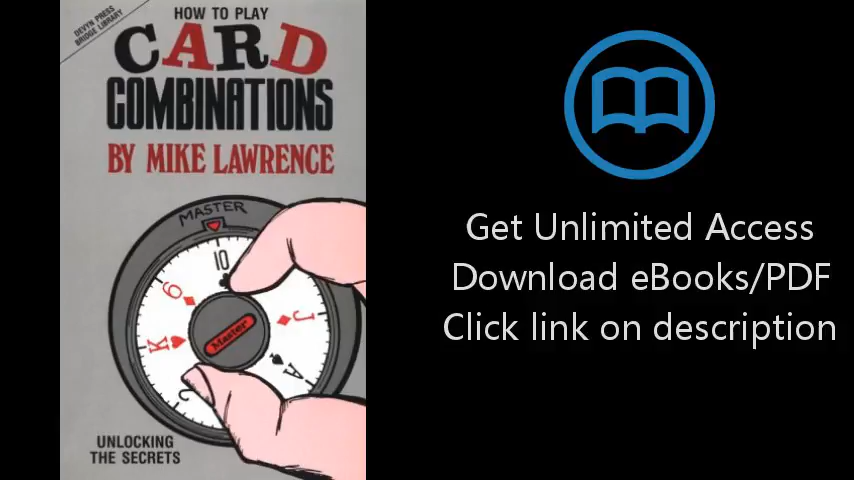 DEVYN PRESS
BRIDGE LIBRARY
HOW TO PLAY
CARD
COMBINATIONS
BY MIKE LAWRENCE
MASTER
10
9
J
K
Master
A
2
UNLOCKING
THE SECRETS
Get Unlimited Access
Download eBooks/PDF
Click link on description